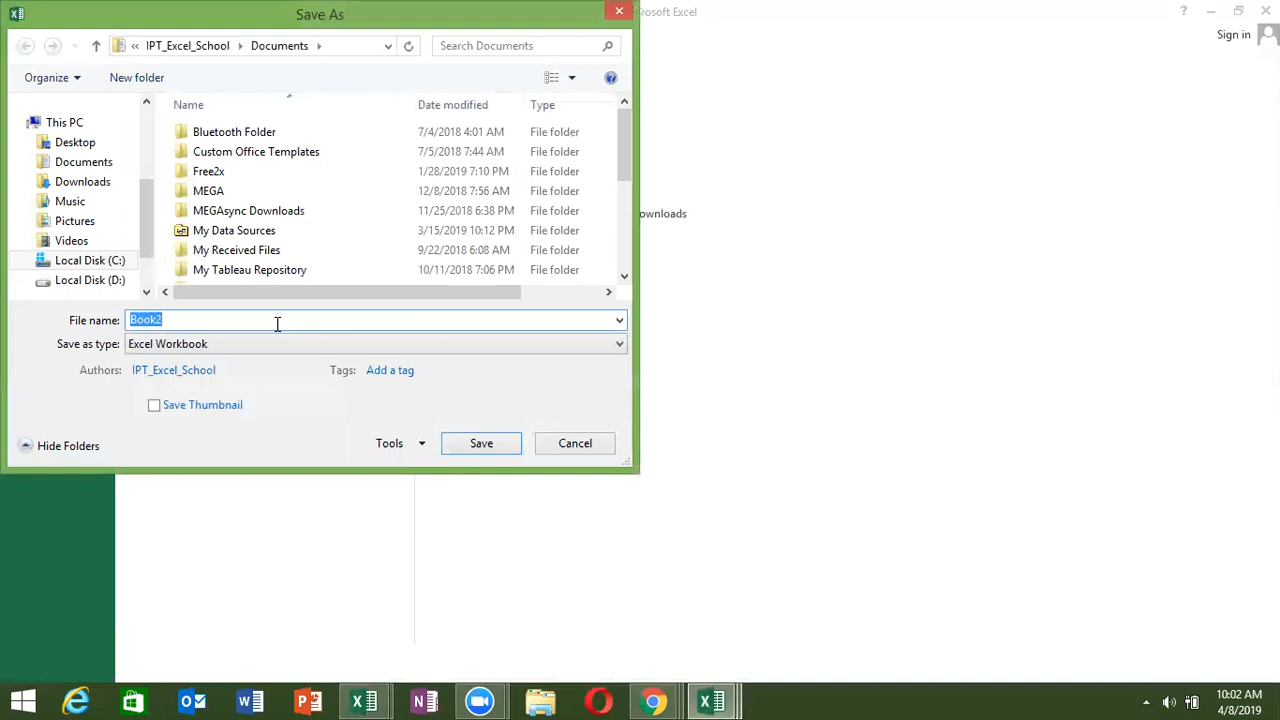 Save As
rosoft Excel
Sign in
IPT_Excel_School
Documents
Search Documents
Organize
New folder
Name
Date modified
Type
This PC
Desktop
Documents
Downloads
Music
Pictures
Videos
Local Disk (C:)
Local Disk (D:)
Bluetooth Folder 7/4/2018 4:01 AM File folder
Custom Office Templates 7/5/2018 7:44 AM File folder
Free2x 1/28/2019 7:10 PM File folder
MEGA 12/8/2018 7:56 AM File folder
MEGAsync Downloads 11/25/2018 6:38 PM File folder
My Data Sources 3/15/2019 10:12 PM File folder
My Received Files 9/22/2018 6:08 AM File folder
My Tableau Repository 10/11/2018 7:06 PM File folder
ownloads
File name: Book2
Save as type: Excel Workbook
Authors: IPT_Excel_School Tags: Add a tag
Save Thumbnail
Hide Folders
Tools
Save
Cancel
10:02 AM
4/8/2019